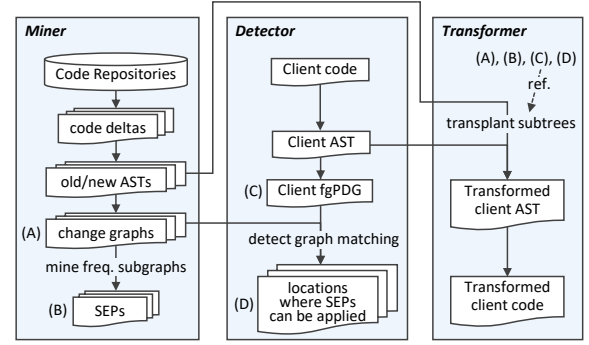 Miner
Code Repositories
code deltas
old/new ASTs
(A)
change graphs
mine freq. subgraphs
(B)
SEPs
Detector
Client code
Client AST
(C)
Client fgPDG
detect graph matching
(D)
locations
where SEPs
can be applied
Transformer
(A), (B), (C), (D)
ref.
transplant subtrees
Transformed
client AST
Transformed
client code